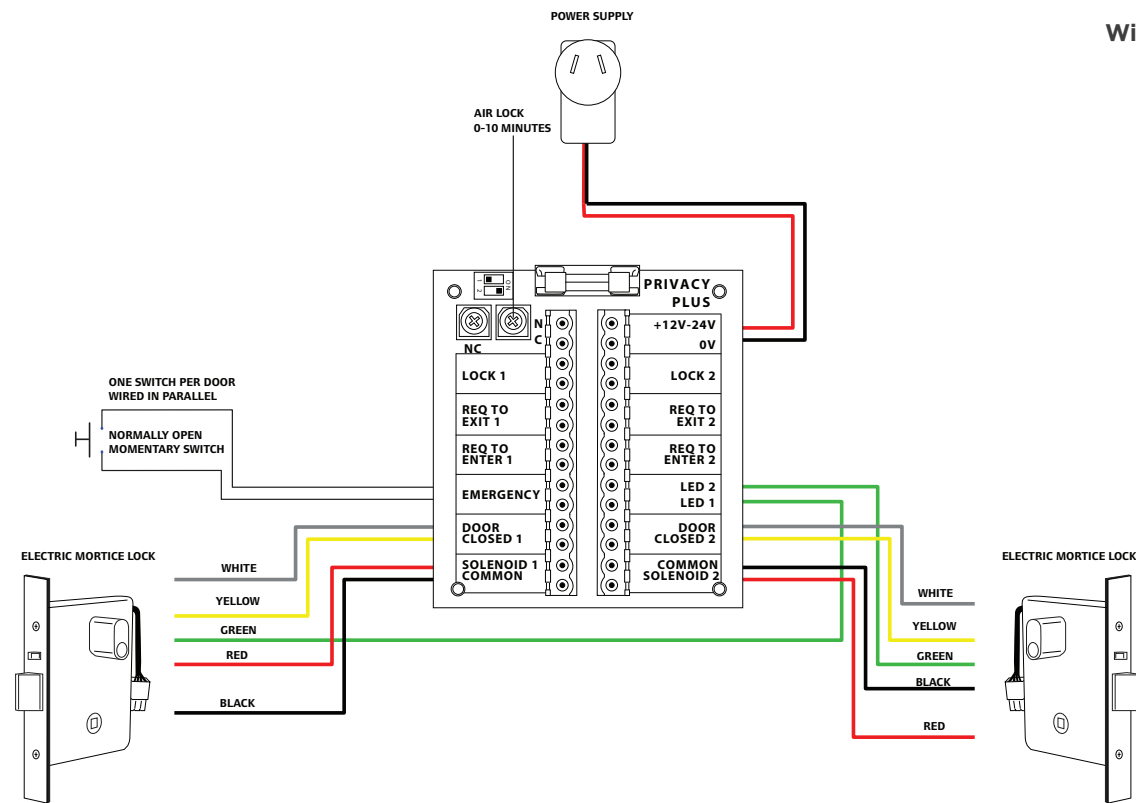 POWER SUPPLY
Wi
AIR LOCK
0-10 MINUTES
ON
1
2
PRIVACY
PLUS
N
C
NC
+12V-24V
0V
LOCK 1
LOCK 2
ONE SWITCH PER DOOR
WIRED IN PARALLEL
NORMALLY OPEN
MOMENTARY SWITCH
REQ TO
EXIT 1
REQ TO
EXIT 2
REQ TO
ENTER 1
REQ TO
ENTER 2
EMERGENCY
LED 2
LED 1
DOOR
CLOSED 1
DOOR
CLOSED 2
SOLENOID 1
COMMON
COMMON
SOLENOID 2
ELECTRIC MORTICE LOCK
WHITE
YELLOW
GREEN
RED
BLACK
ELECTRIC MORTICE LOCK
WHITE
YELLOW
GREEN
BLACK
RED